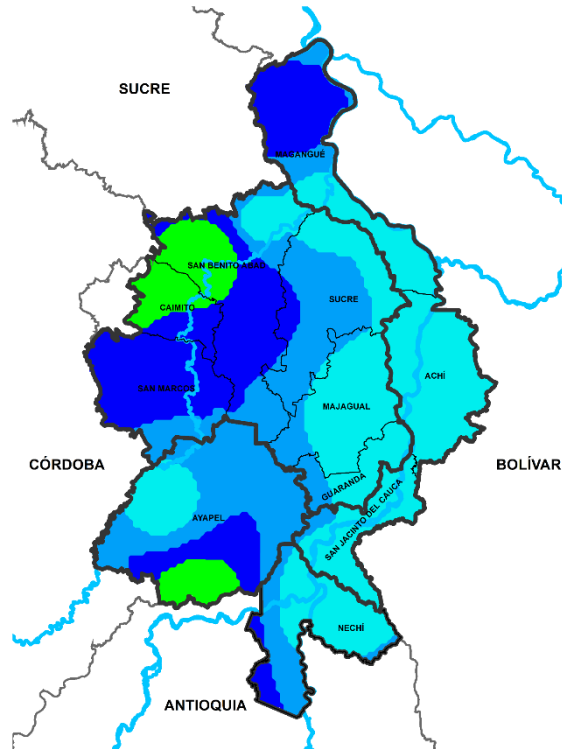 SUCRE
MAGANGUÉ
SAN BENITO ABAD
CAIMITO
SUCRE
SAN MARCOS
ACHÍ
MAJAGUAL
CÓRDOBA
BOLÍVAR
GUARANDA
AYAPEL
SAN JACINTO DEL CAUCA
NECHÍ
ANTIOQUIA